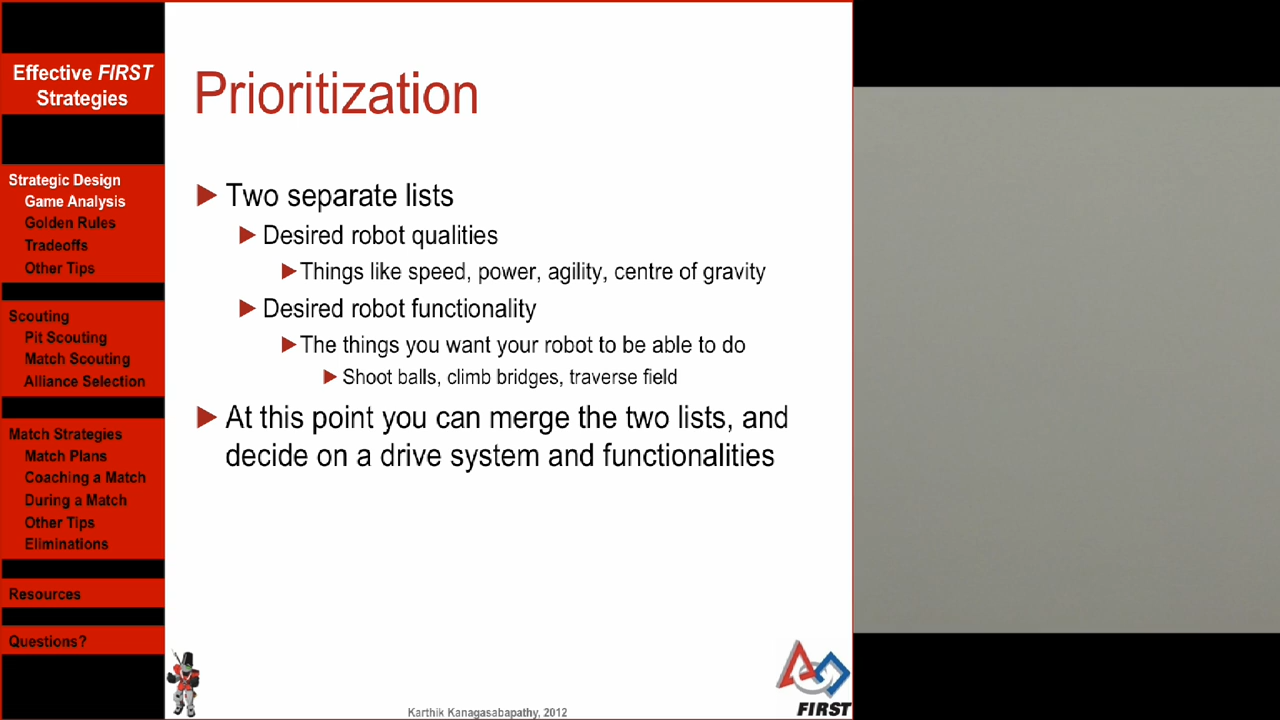 Effective FIRST
Strategies
Strategic Design
Game Analysis
Golden Rules
Tradeoffs
Other Tips
Scouting
Pit Scouting
Match Scouting
Alliance Selection
Match Strategies
Match Plans
Coaching a Match
During a Match
Other Tips
Eliminations
Resources
Questions?
Prioritization
Two separate lists
Desired robot qualities
Things like speed, power, agility, centre of gravity
Desired robot functionality
The things you want your robot to be able to do
Shoot balls, climb bridges, traverse field
At this point you can merge the two lists, and
decide on a drive system and functionalities
Karthik Kanagasabapathy, 2012
FIRST